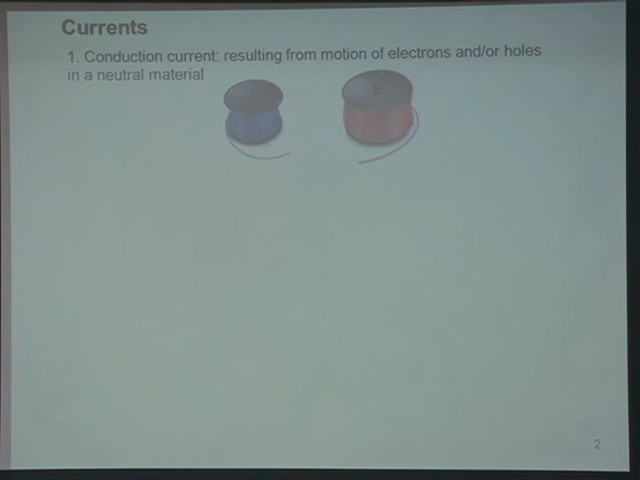 Currents
1. Conduction current: resulting from motion of electrons and/or holes
in a neutral material
2